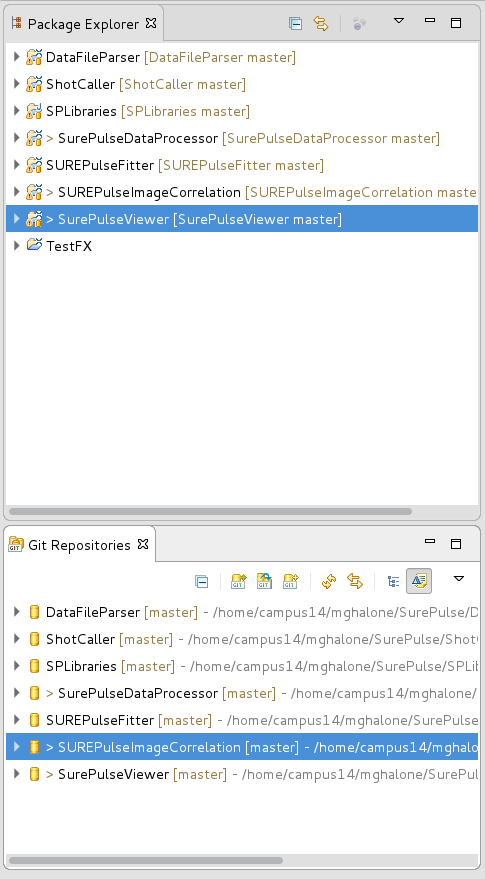 Package Explorer
DataFileParser [DataFileParser master]
ShotCaller [ShotCaller master]
SPLibraries [SPLibraries master]
> SurePulseDataProcessor [SurePulseDataProcessor master]
SUREPulseFitter [SUREPulseFitter master]
> SUREPulseImageCorrelation [SUREPulseImageCorrelation maste
> SurePulseViewer [SurePulseViewer master]
TestFX
Git Repositories
DataFileParser [master] - /home/campus14/mghalone/SurePulse/D
ShotCaller [master] - /home/campus14/mghalone/SurePulse/Shot
SPLibraries [master] - /home/campus14/mghalone/SurePulse/SPLi
> SurePulseDataProcessor [master] - /home/campus14/mghalone/
SUREPulseFitter [master] - /home/campus14/mghalone/SurePulse
> SUREPulseImageCorrelation [master] - /home/campus14/mghalo
> SurePulseViewer [master] - /home/campus14/mghalone/SurePul